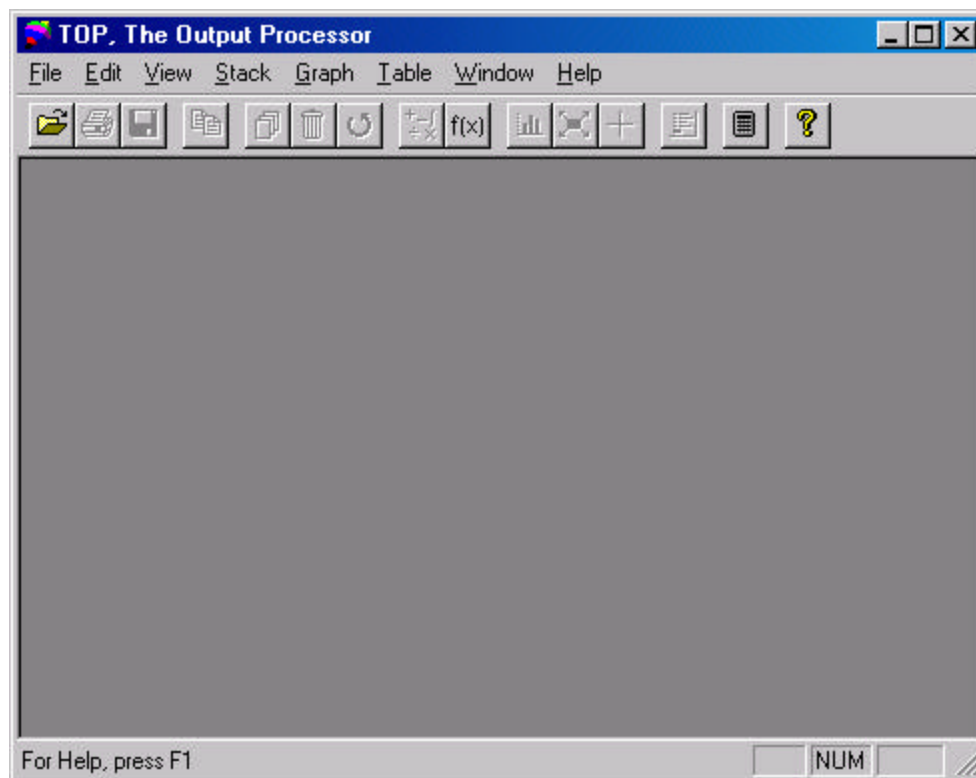 TOP, The Output Processor
File Edit View Stack Graph Table Window Help
f(x)
For Help, press F1 NUM